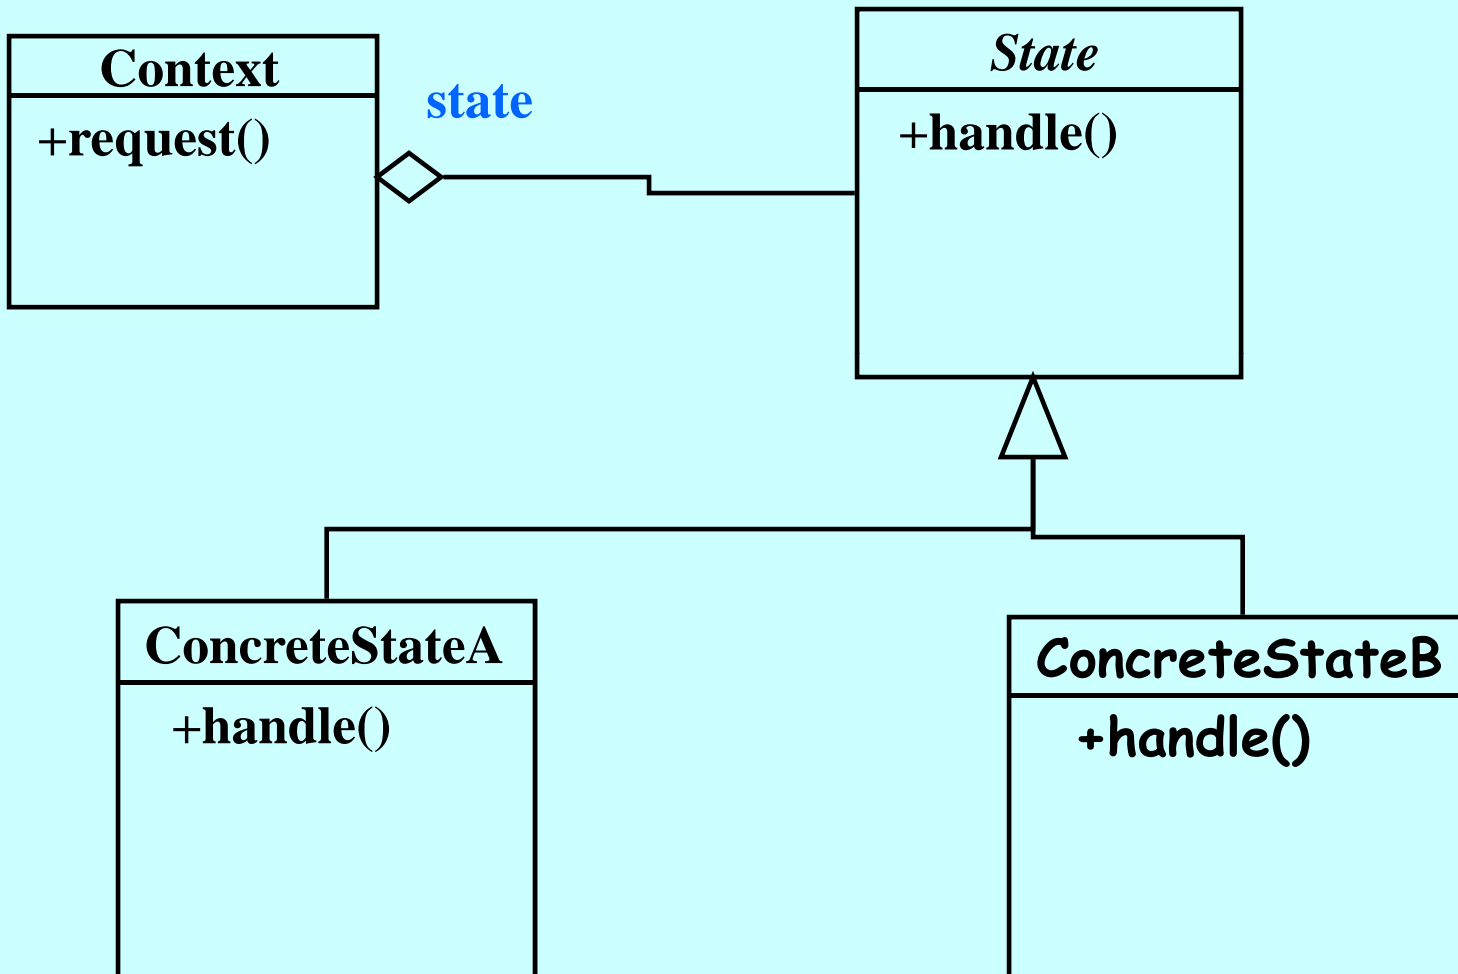 Context
+request()
state
State
+handle()
ConcreteStateA
+handle()
ConcreteStateB
+handle()